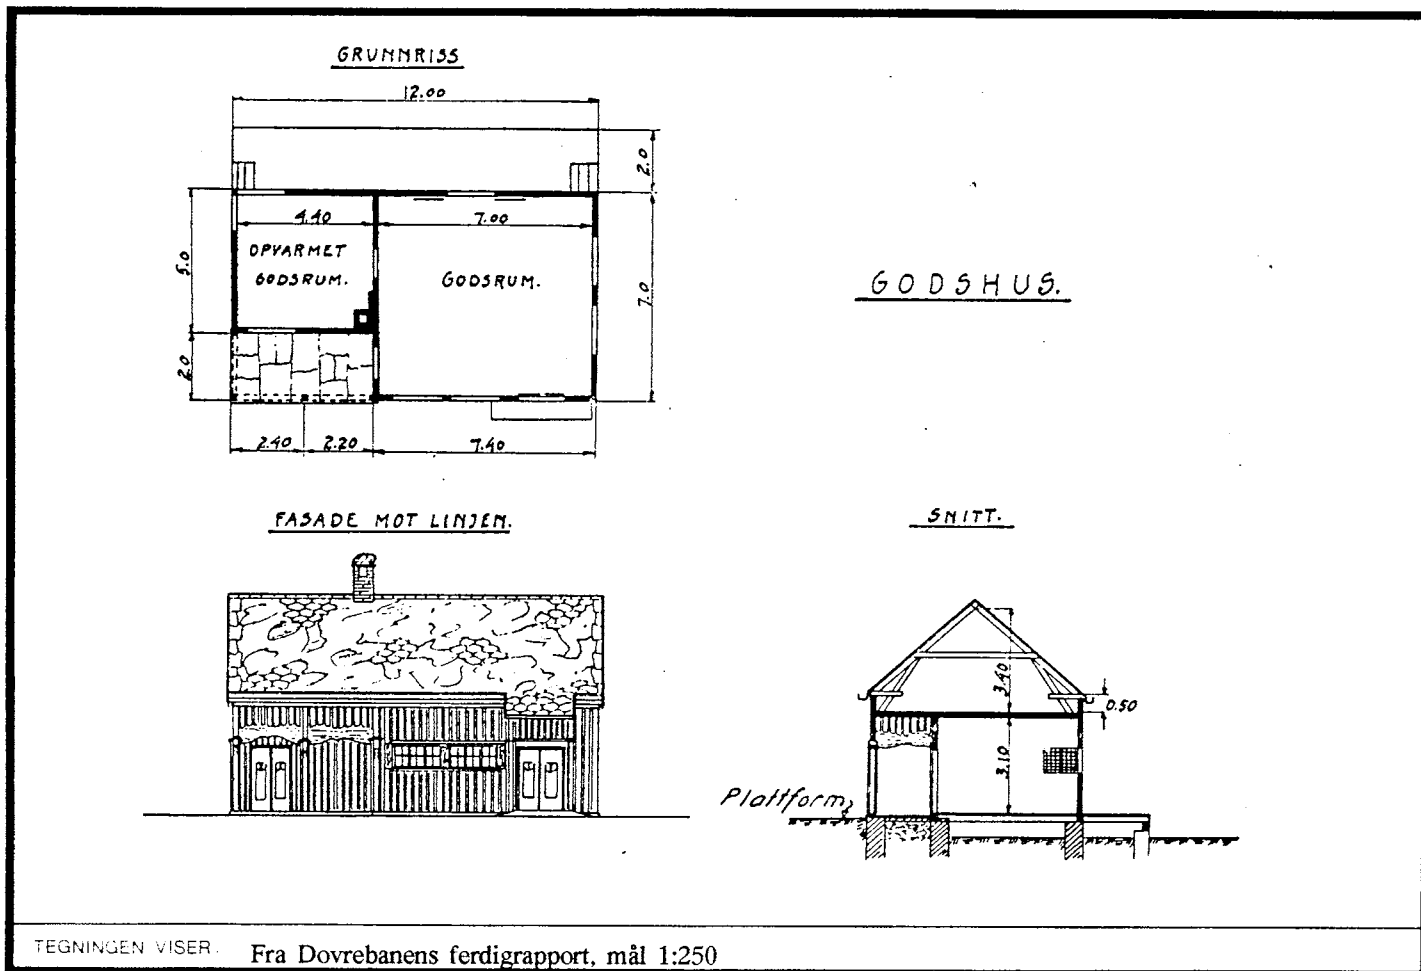 GRUNNRISS
12.00
2.0
4.40
7.00
OPVARMET
GODSRUM.
GODSRUM.
5.0
7.0
2.0
2.40
2.20
7.40
GODSHUS.
FASADE MOT LINJEN.
SNITT.
3.40
0.50
3.10
Plattform
TEGNINGEN VISER:
Fra Dovrebanens ferdigrapport, mål 1:250